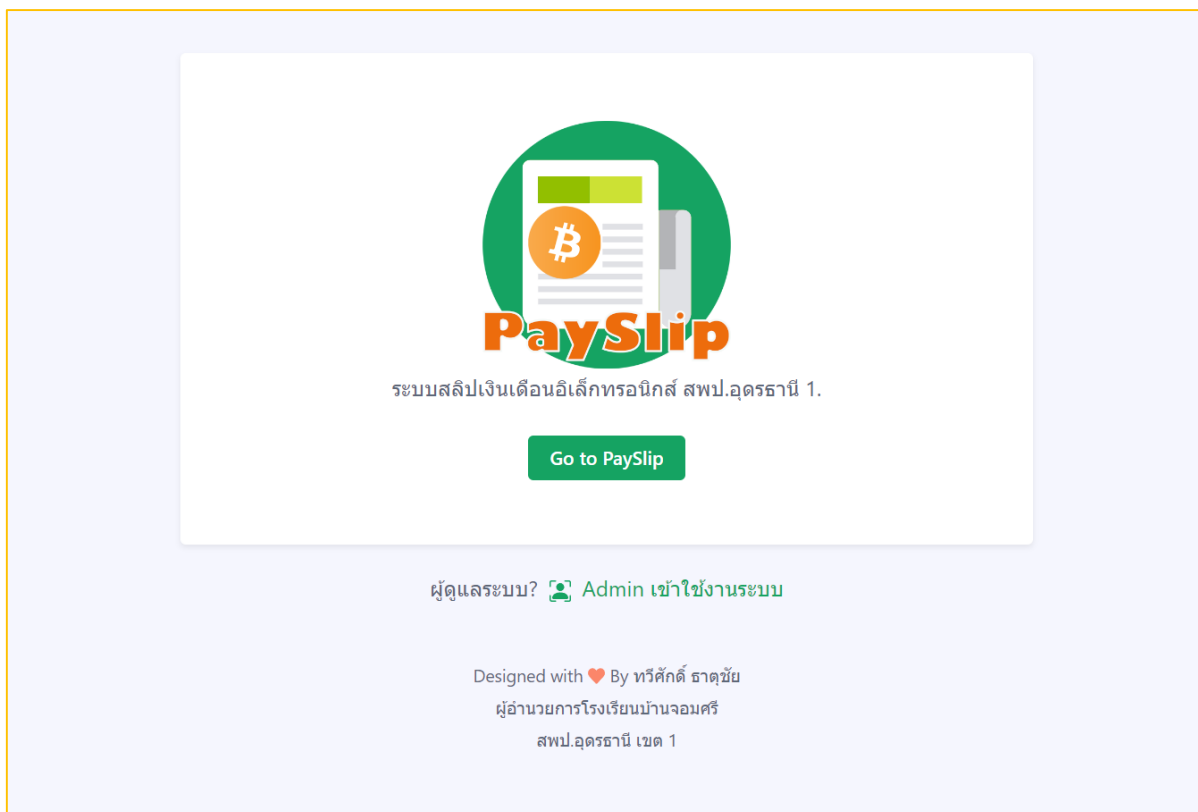 PaySlip
ระบบสลิปเงินเดือนอิเล็กทรอนิกส์ สพป.อุดรธานี 1.
Go to PaySlip
ผู้ดูแลระบบ? Admin เข้าใช้งานระบบ
Designed with 🧡 By ทวีศักดิ์ ธาตุชัย
ผู้อำนวยการโรงเรียนบ้านจอมศรี
สพป.อุดรธานี เขต 1